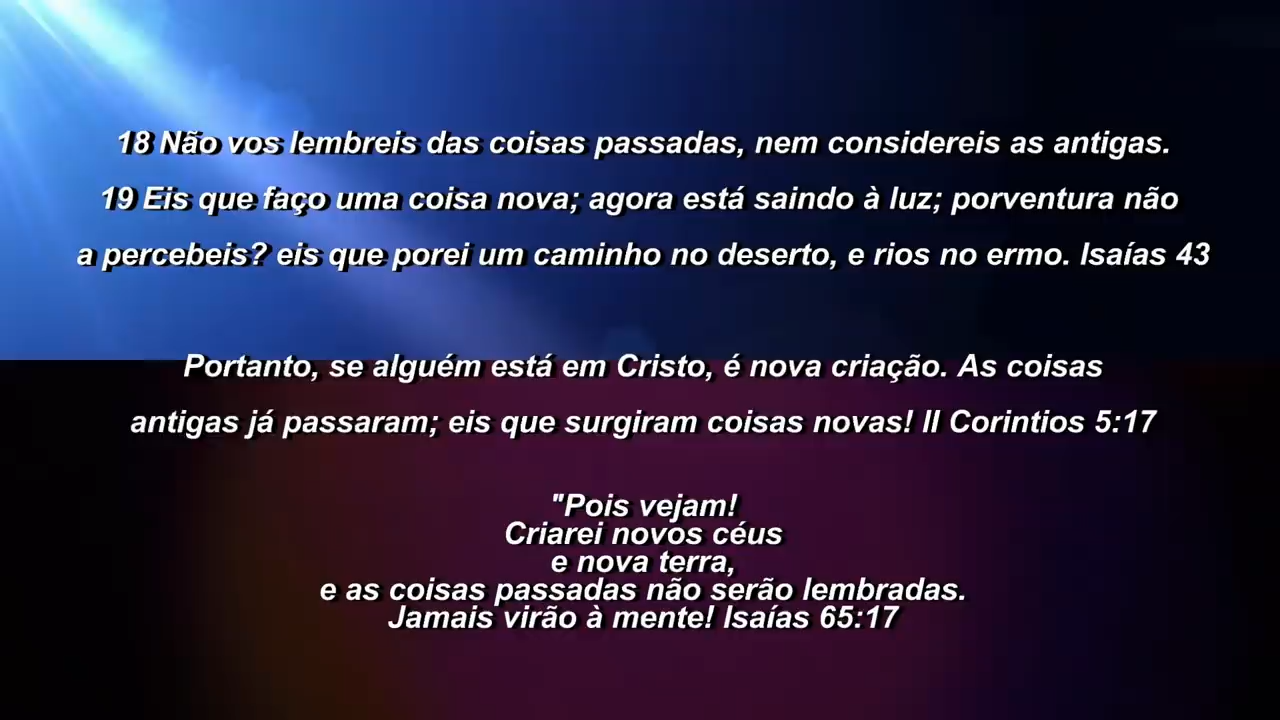 18 Não vos lembreis das coisas passadas, nem considereis as antigas.
19 Eis que faço uma coisa nova; agora está saindo à luz; porventura não
a percebeis? eis que porei um caminho no deserto, e rios no ermo. Isaías 43
Portanto, se alguém está em Cristo, é nova criação. As coisas
antigas já passaram; eis que surgiram coisas novas! II Corintios 5:17
"Pois vejam!
Criarei novos céus
e nova terra,
e as coisas passadas não serão lembradas.
Jamais virão à mente! Isaías 65:17